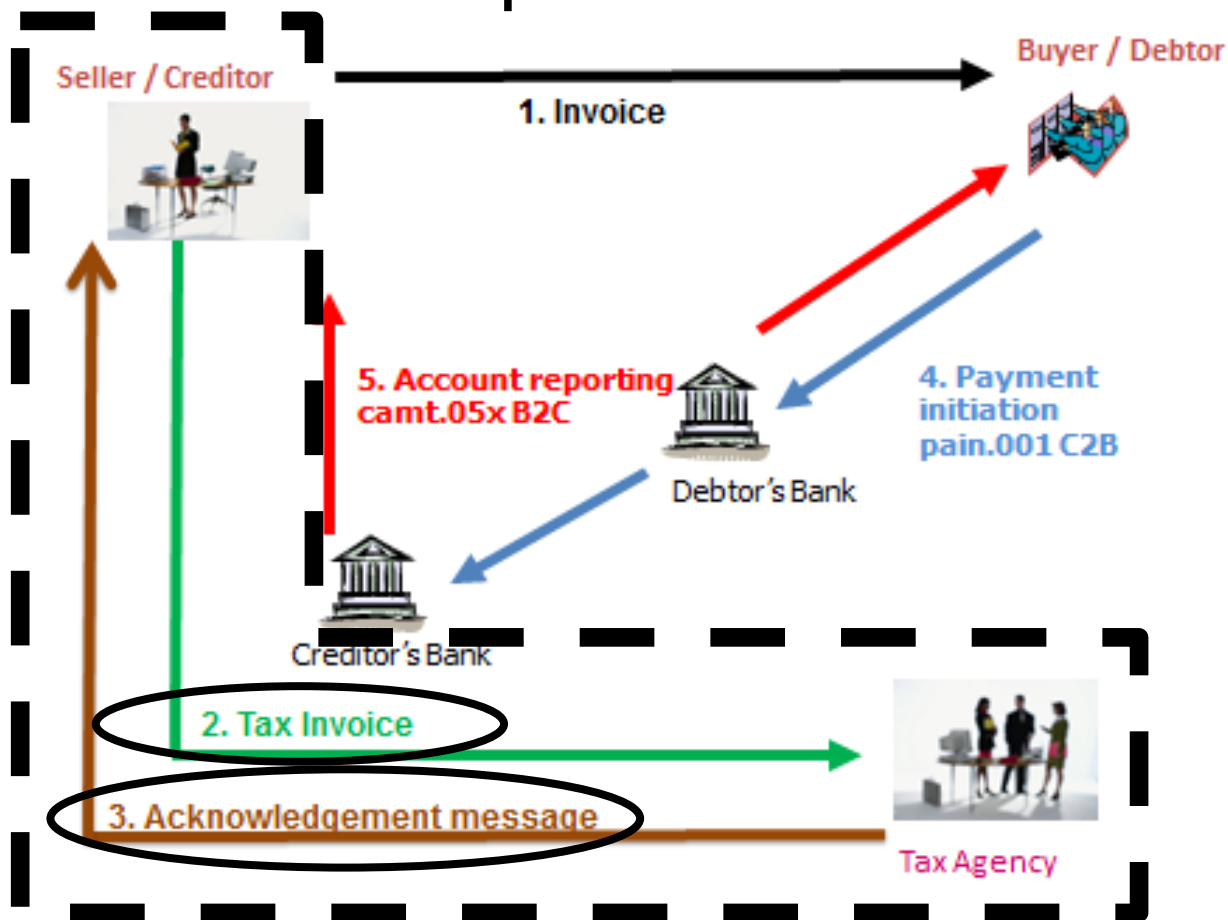 Seller / Creditor
Buyer / Debtor
1. Invoice
5. Account reporting
camt.05x B2C
4. Payment
initiation
pain.001 C2B
Debtor's Bank
Creditor's Bank
2. Tax Invoice
3. Acknowledgement message
Tax Agency